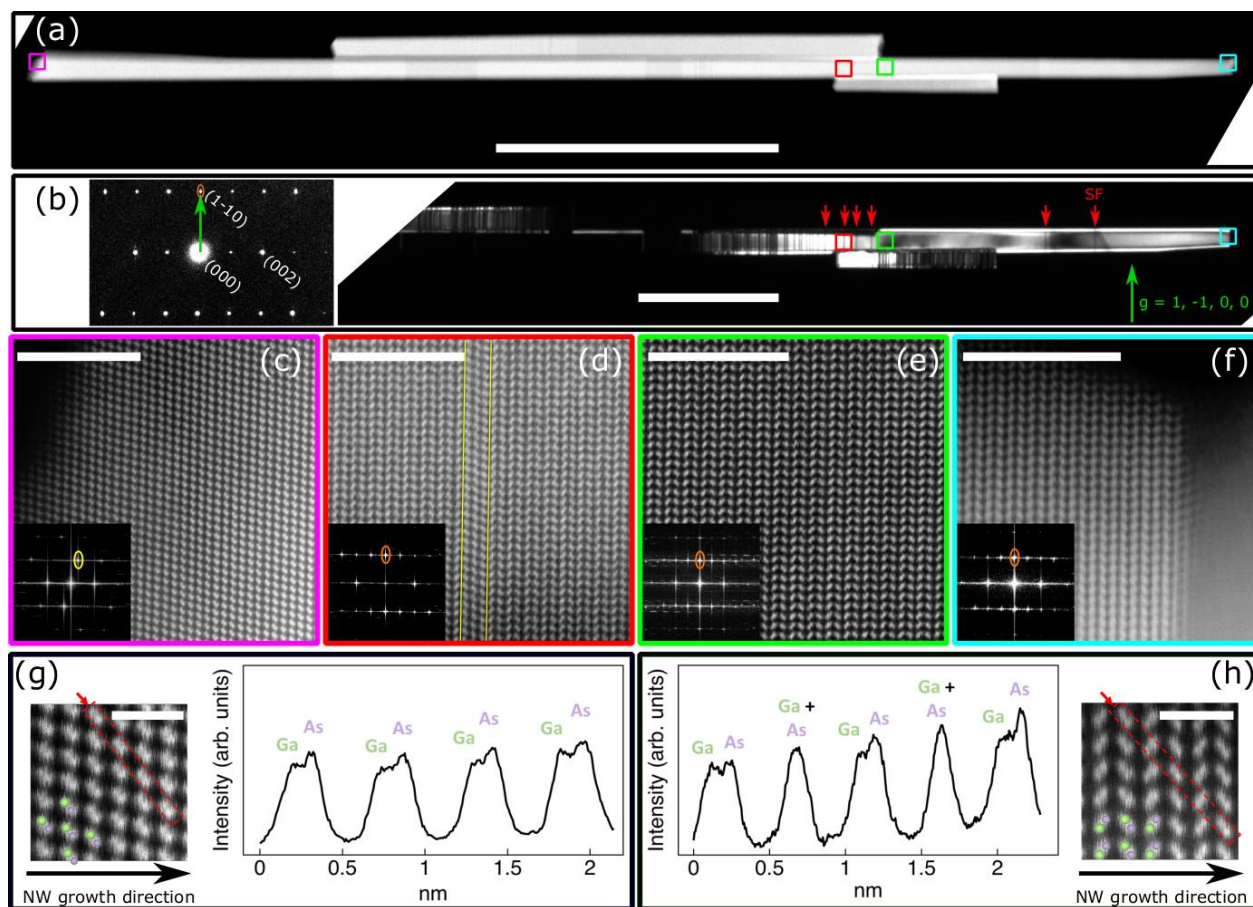 (a)
(b)
(1-10)
(000)
(002)
SF
g = 1, -1, 0, 0
(c)
(d)
(e)
(f)
(g)
NW growth direction
Intensity (arb. units)
Ga As Ga As Ga As Ga As
0 0.5 1 1.5 2
nm
(h)
Intensity (arb. units)
Ga As
Ga +
As
Ga As
Ga +
As
Ga As
0 0.5 1 1.5 2
nm
NW growth direction